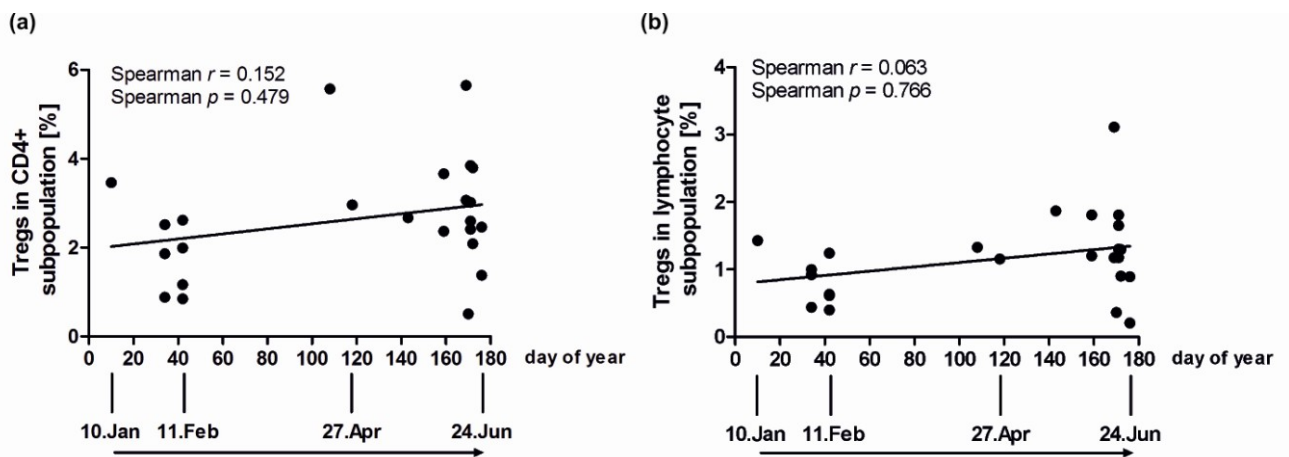 (a)
Spearman r = 0.152
Spearman p = 0.479
Tregs in CD4+
subpopulation [%]
6
4
2
0
0 20 40 60 80 100 120 140 160 180 day of year
10.Jan 11.Feb 27.Apr 24.Jun
(b)
Spearman r = 0.063
Spearman p = 0.766
Tregs in lymphocyte
subpopulation [%]
4
3
2
1
0
0 20 40 60 80 100 120 140 160 180 day of year
10.Jan 11.Feb 27.Apr 24.Jun